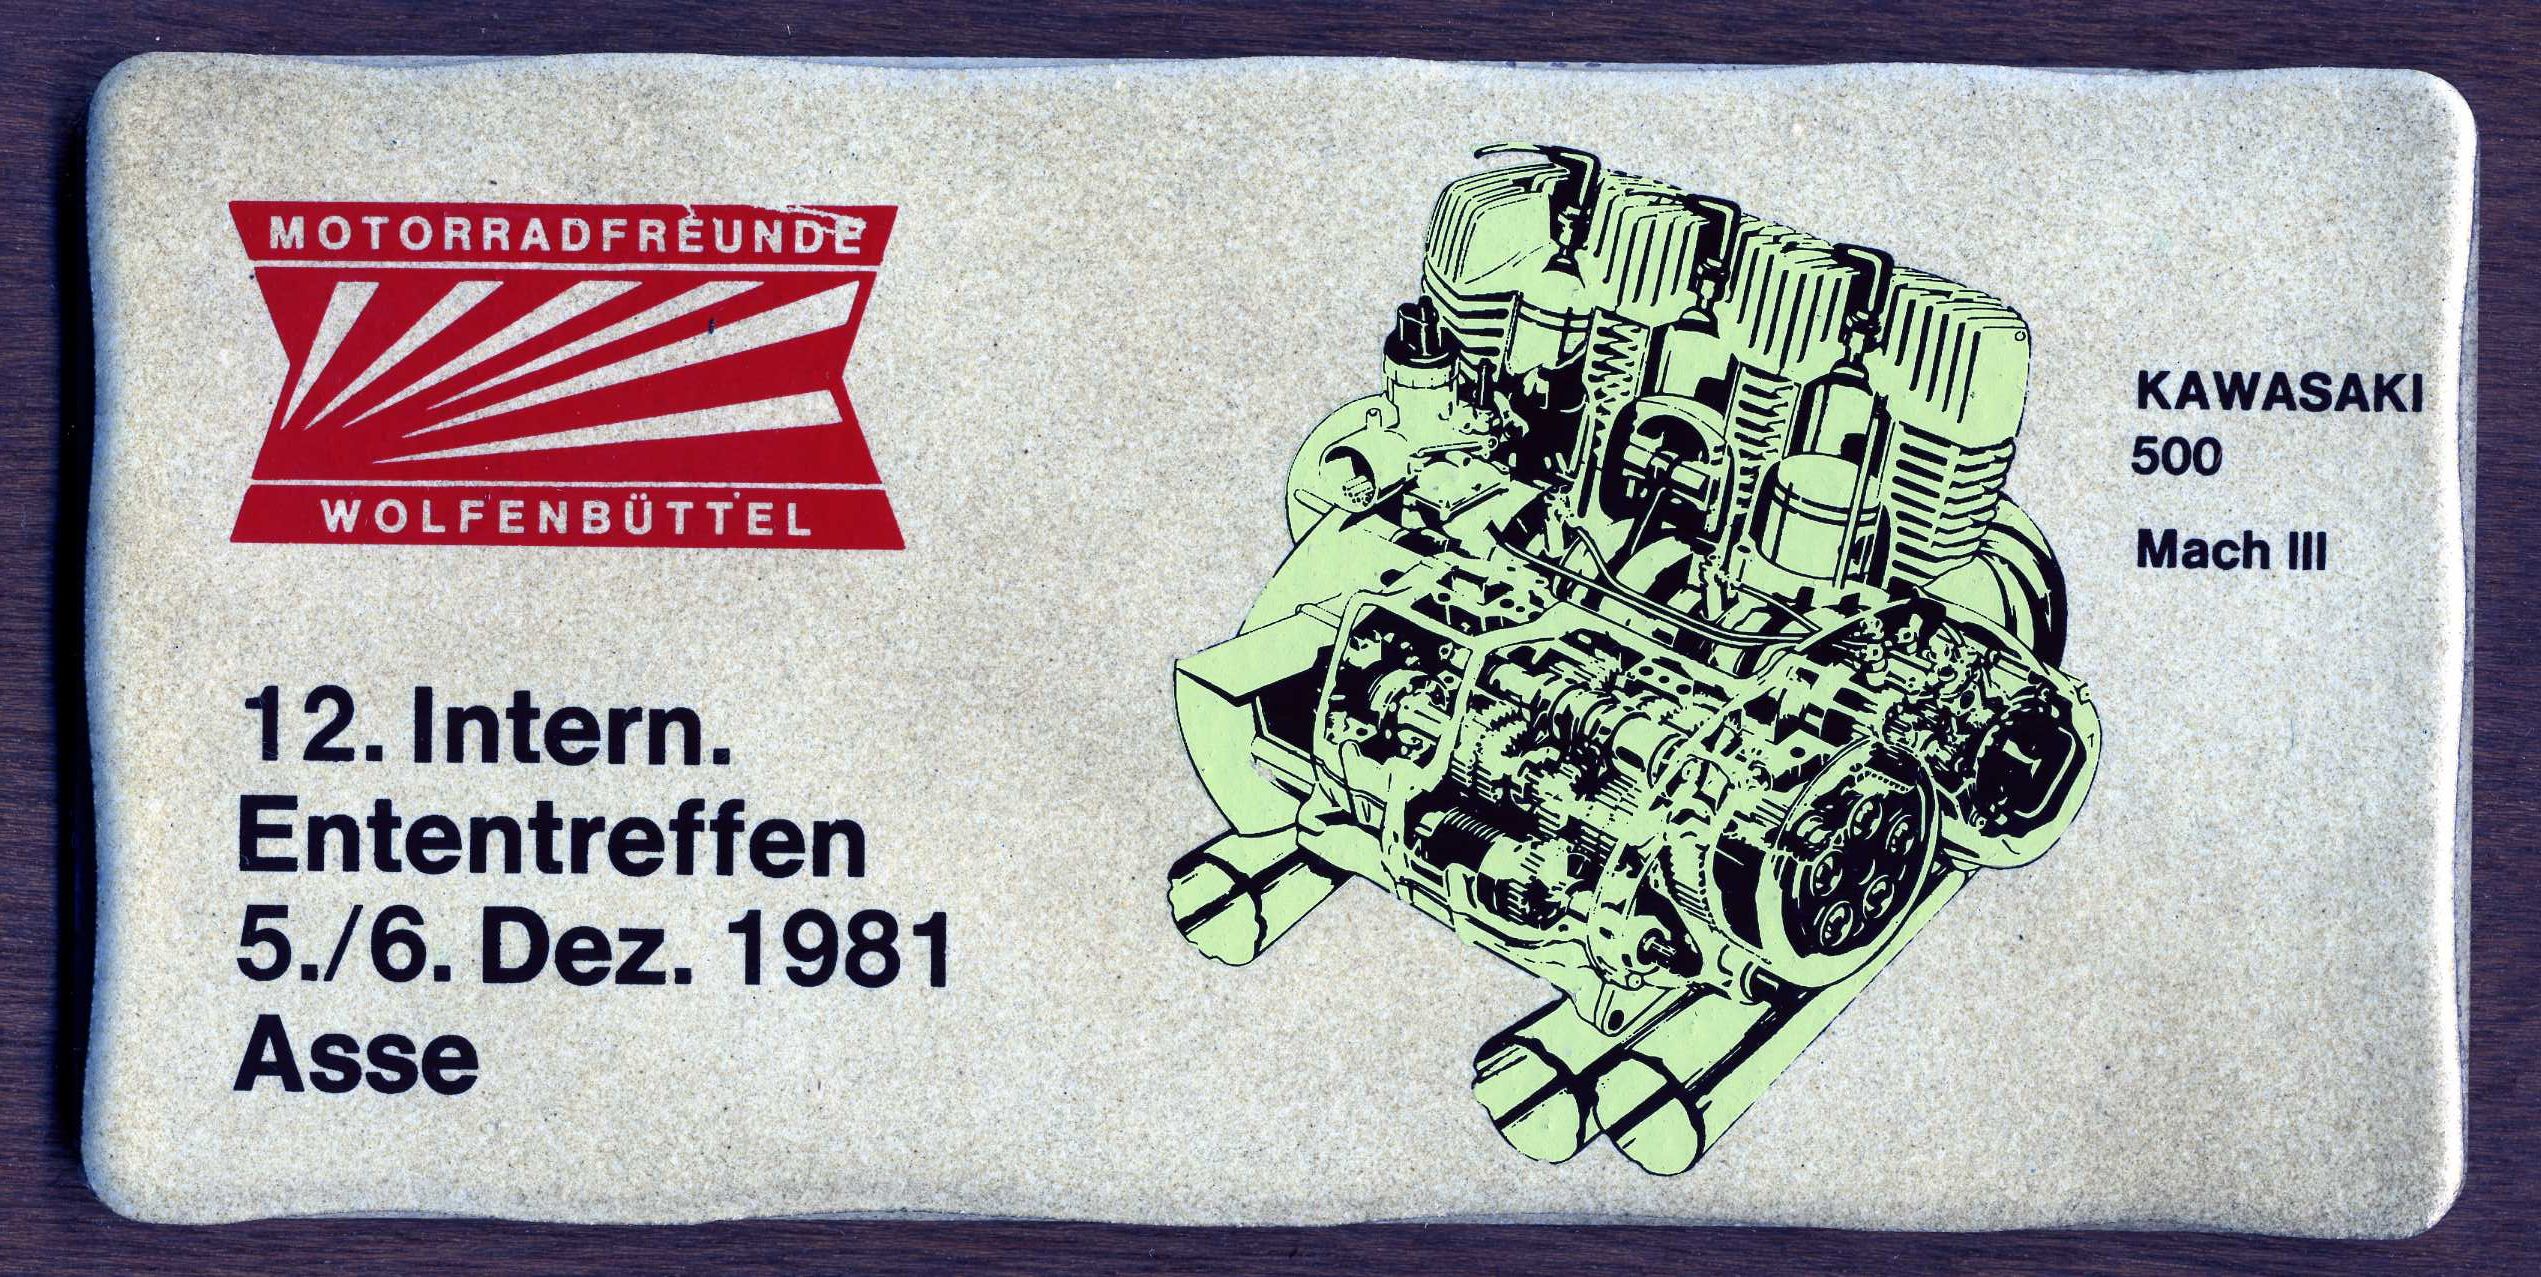 MOTORRADFREUNDE
WOLFENBÜTTEL
12. Intern.
Ententreffen
5./6. Dez. 1981
Asse
KAWASAKI
500
Mach III